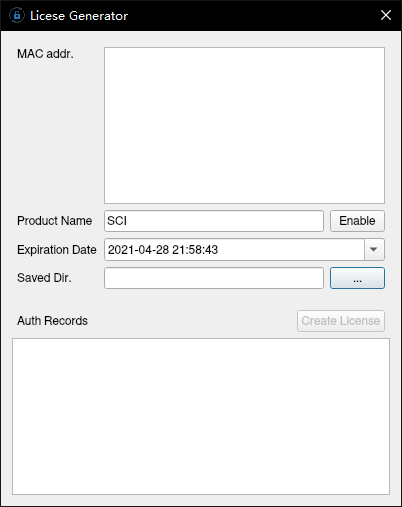 Licese Generator
MAC addr.
Product Name SCI Enable
Expiration Date 2021-04-28 21:58:43
Saved Dir. ...
Auth Records Create License